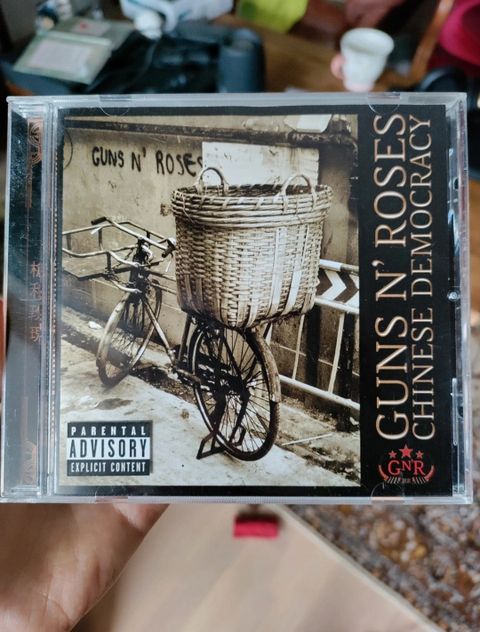 GUNS N' ROSES
GUNS N' ROSES
CHINESE DEMOCRACY
PARENTAL
ADVISORY
EXPLICIT CONTENT
GNR